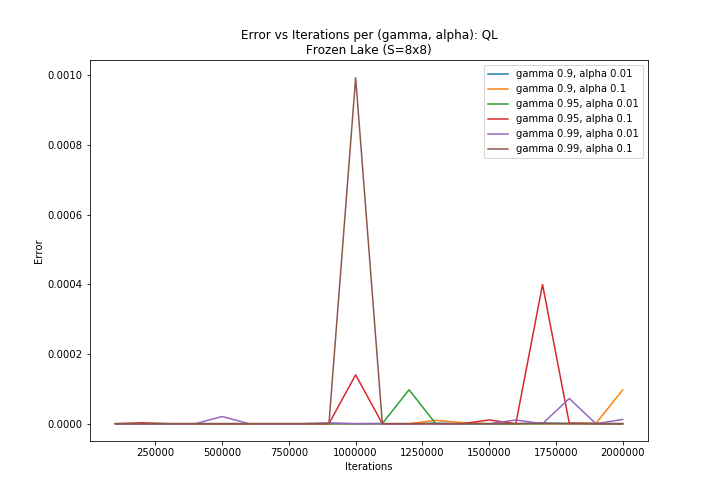 Error vs Iterations per (gamma, alpha): QL
Frozen Lake (S=8x8)
gamma 0.9, alpha 0.01
gamma 0.9, alpha 0.1
gamma 0.95, alpha 0.01
gamma 0.95, alpha 0.1
gamma 0.99, alpha 0.01
gamma 0.99, alpha 0.1
Error
0.0010
0.0008
0.0006
0.0004
0.0002
0.0000
250000 500000 750000 1000000 1250000 1500000 1750000 2000000
Iterations